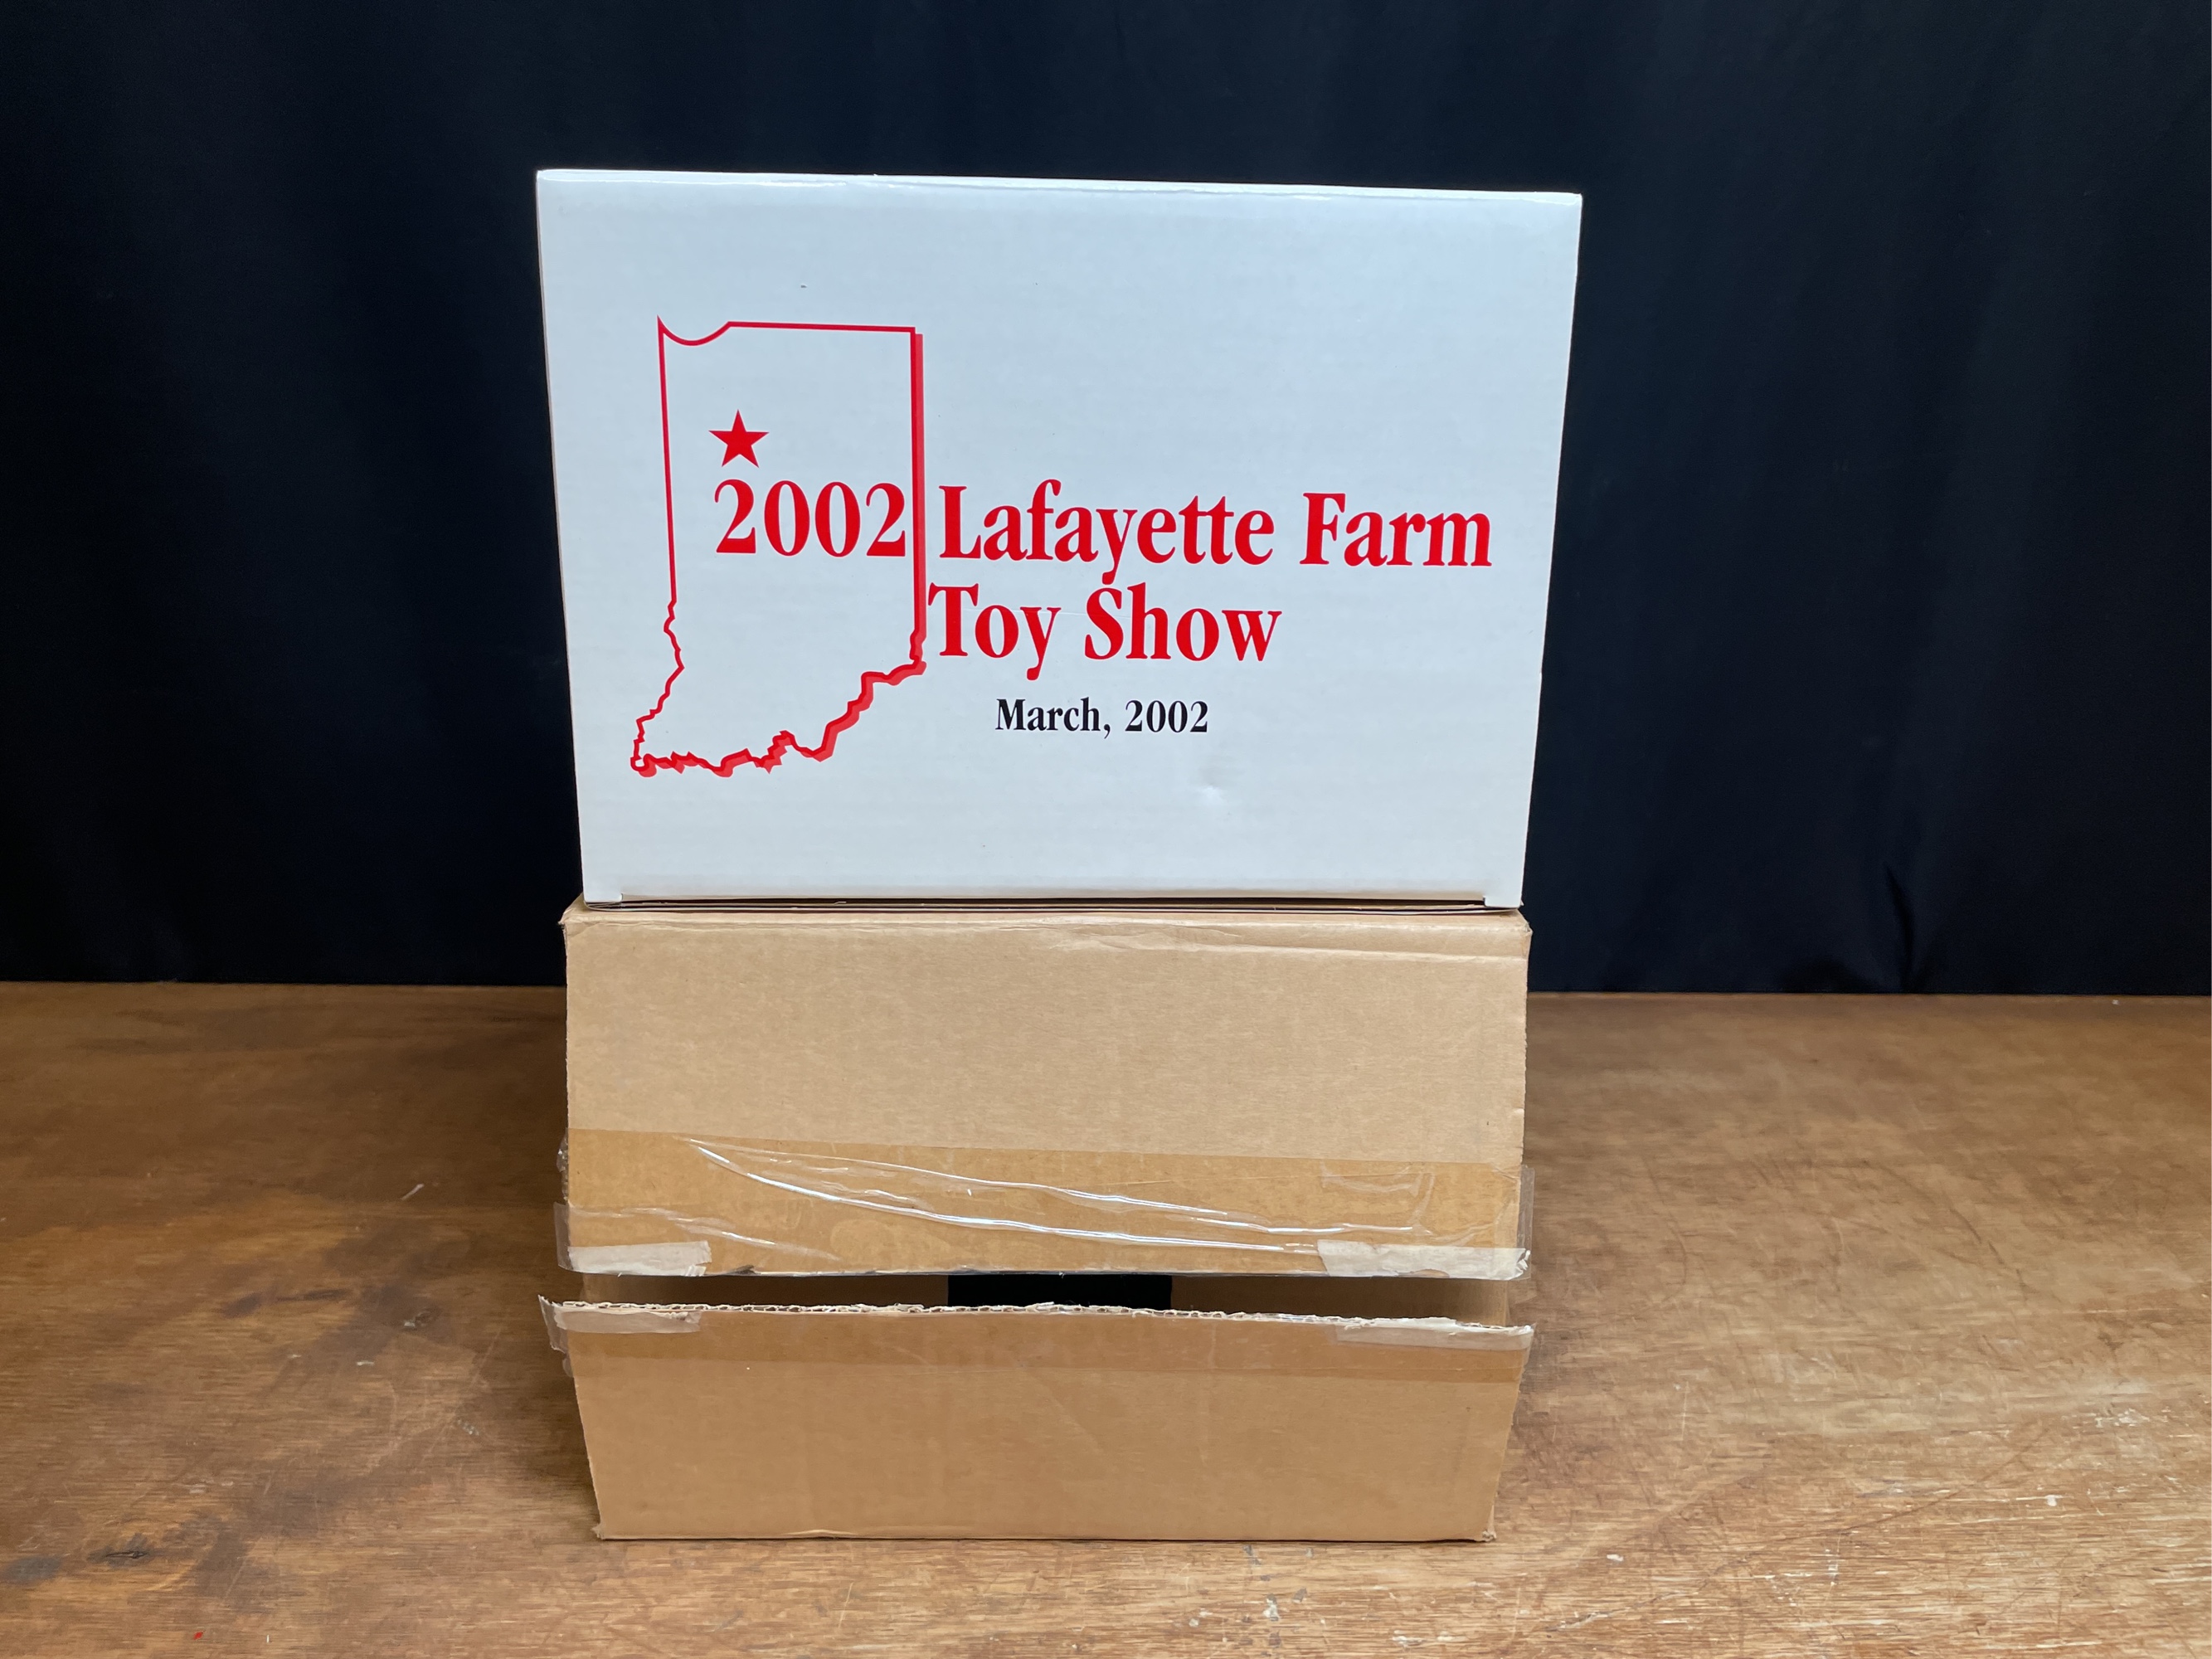 2002 Lafayette Farm
Toy Show
March, 2002